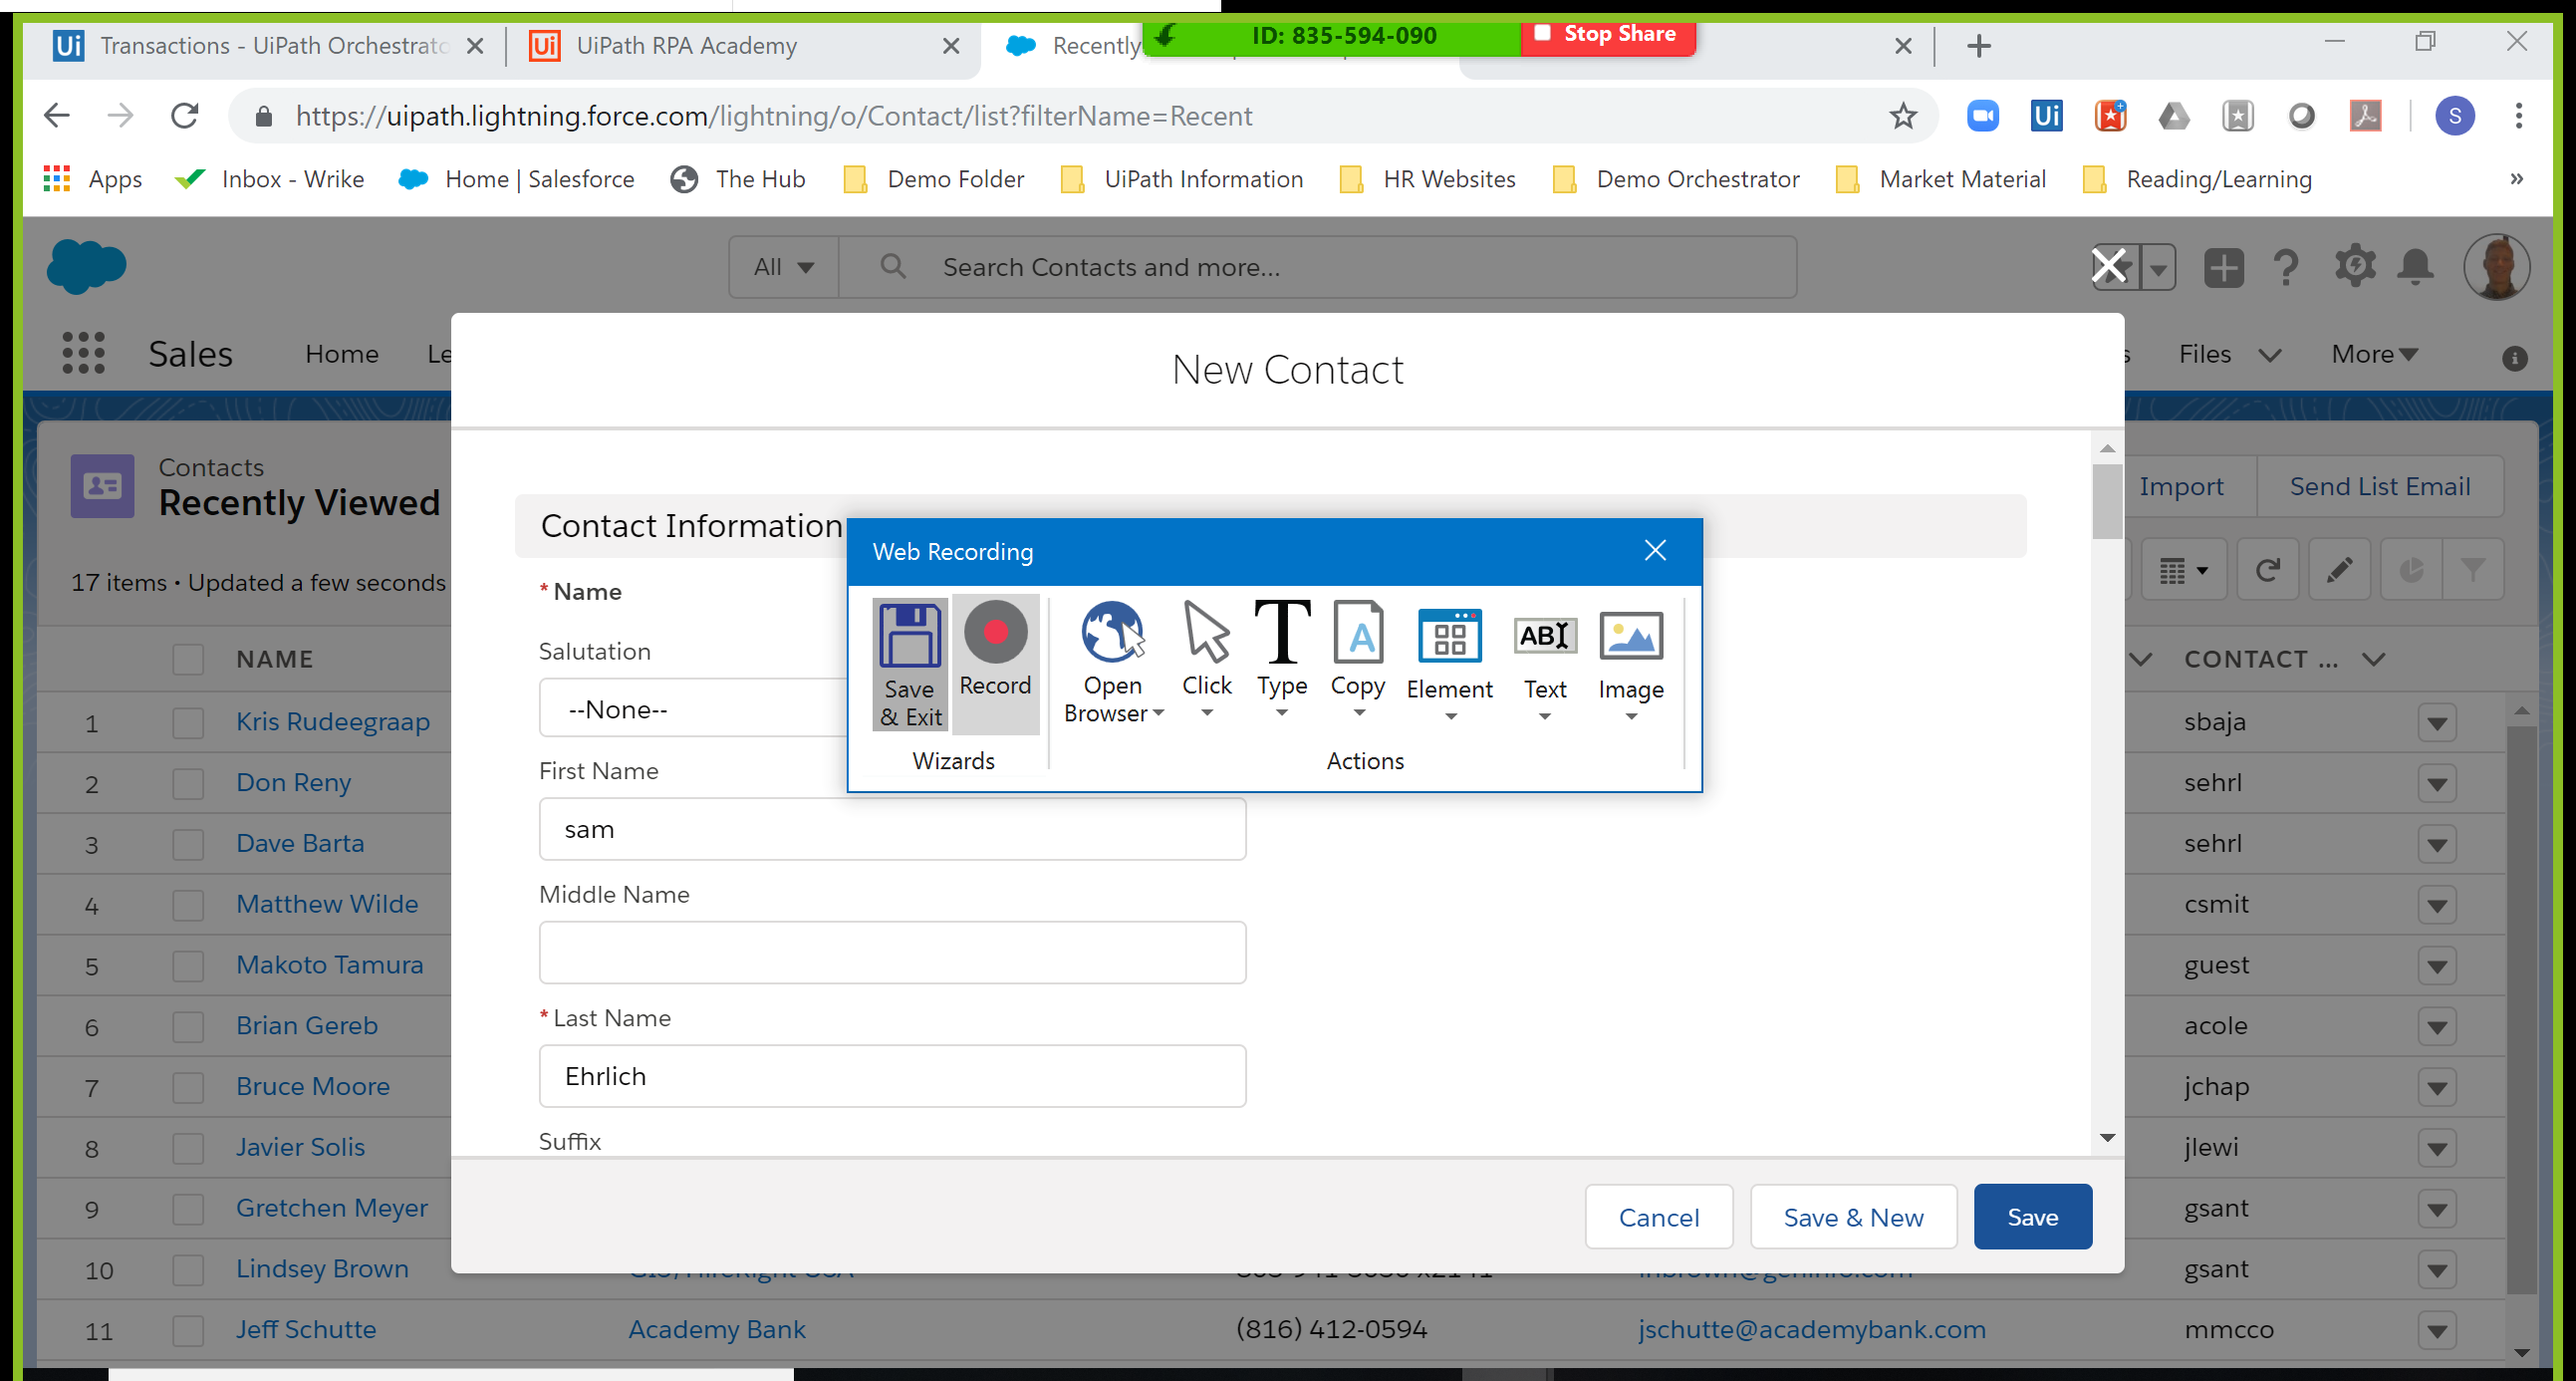 Ui Transactions - UiPath Orchestrato
Ui UiPath RPA Academy
Recently
ID: 835-594-090
Stop Share
https://uipath.lightning.force.com/lightning/o/Contact/list?filterName=Recent
Ui
S
Apps
Inbox - Wrike
Home | Salesforce
The Hub
Demo Folder
UiPath Information
HR Websites
Demo Orchestrator
Market Material
Reading/Learning
»
All
Search Contacts and more...
Sales
Home
Le
s
Files
More
New Contact
Contacts
Recently Viewed
Import
Send List Email
17 items • Updated a few seconds
Contact Information
* Name
Salutation
--None--
First Name
sam
Middle Name
* Last Name
Ehrlich
Suffix
Cancel
Save & New
Save
Web Recording
Save & Exit
Record
Wizards
Open Browser
Click
Type
Copy
Element
Text
Image
Actions
NAME
CONTACT ...
1 Kris Rudeegraap sbaja
2 Don Reny sehrl
3 Dave Barta sehrl
4 Matthew Wilde csmit
5 Makoto Tamura guest
6 Brian Gereb acole
7 Bruce Moore jchap
8 Javier Solis jlewi
9 Gretchen Meyer gsant
10 Lindsey Brown gsant
11 Jeff Schutte Academy Bank (816) 412-0594 jschutte@academybank.com mmcco